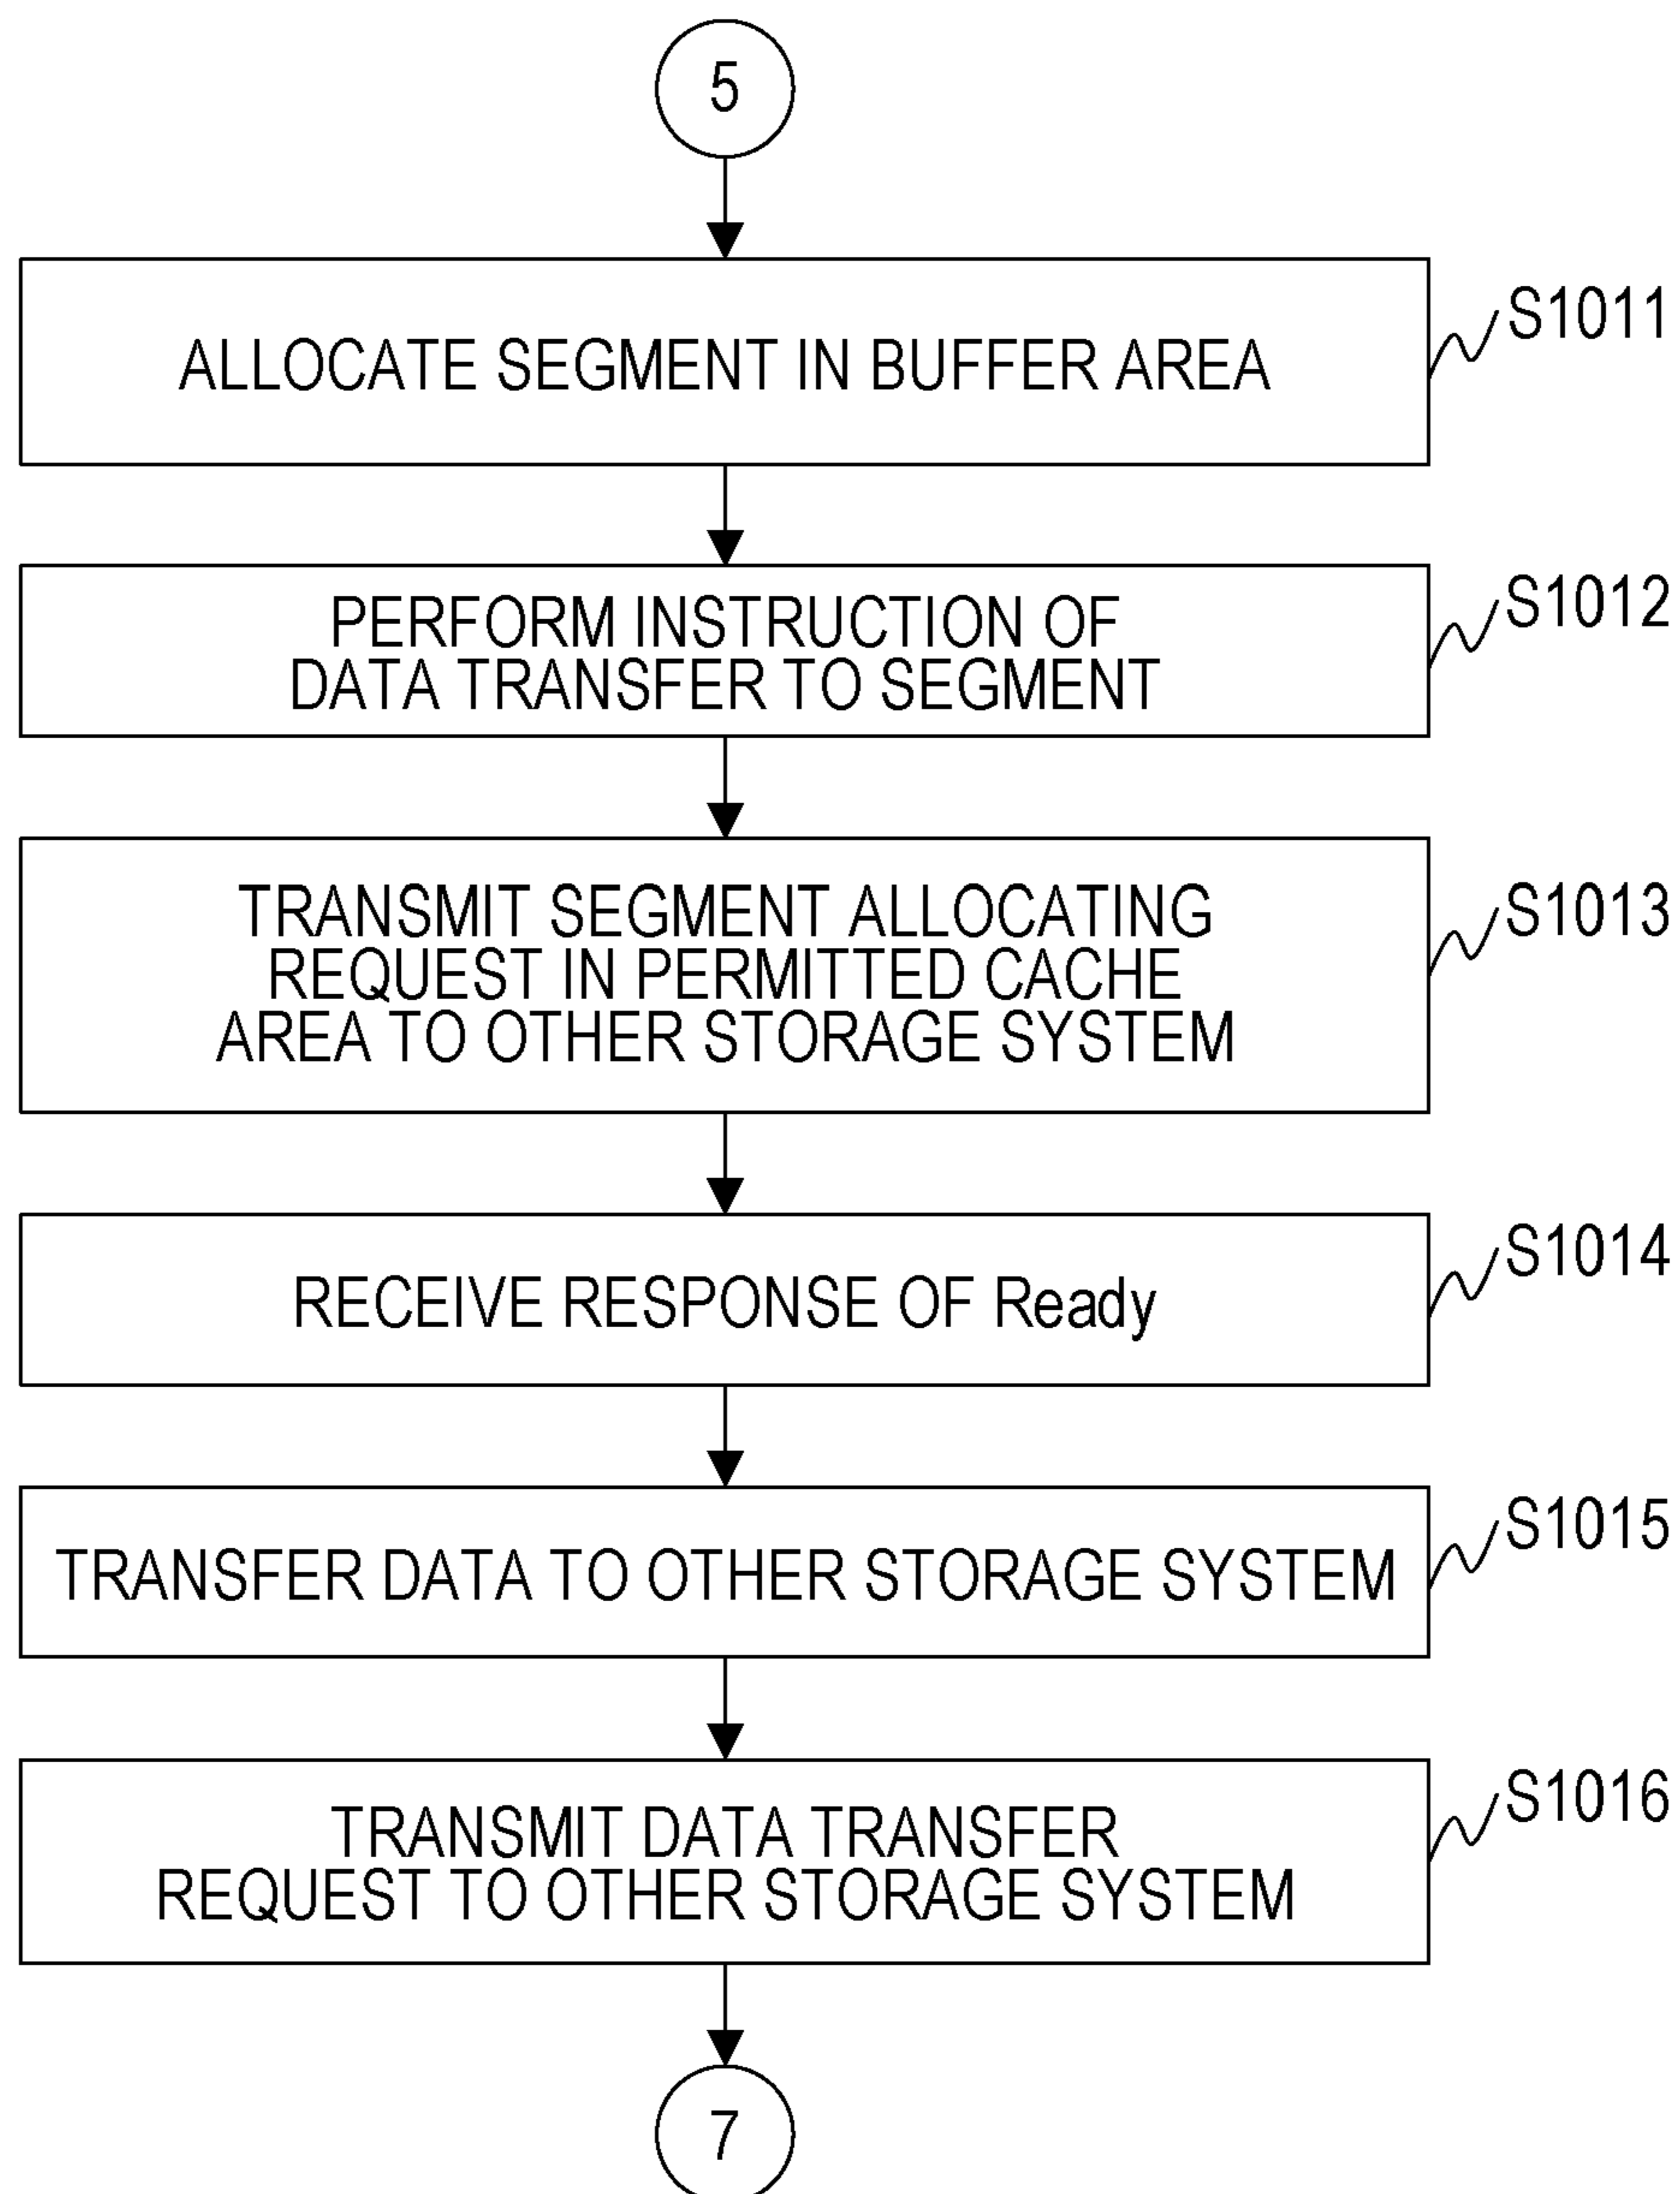 5
ALLOCATE SEGMENT IN BUFFER AREA
S1011
PERFORM INSTRUCTION OF
DATA TRANSFER TO SEGMENT
S1012
TRANSMIT SEGMENT ALLOCATING
REQUEST IN PERMITTED CACHE
AREA TO OTHER STORAGE SYSTEM
S1013
RECEIVE RESPONSE OF Ready
S1014
TRANSFER DATA TO OTHER STORAGE SYSTEM
S1015
TRANSMIT DATA TRANSFER
REQUEST TO OTHER STORAGE SYSTEM
S1016
7